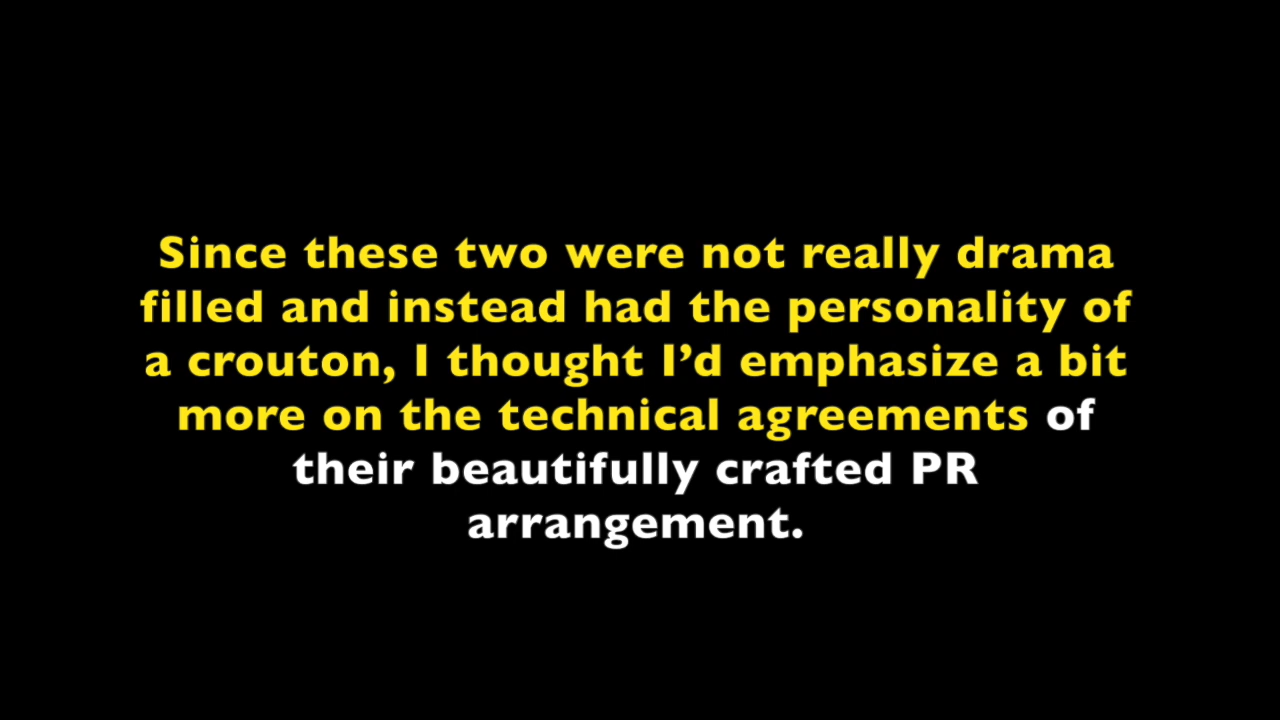 Since these two were not really drama
filled and instead had the personality of
a crouton, I thought I’d emphasize a bit
more on the technical agreements of
their beautifully crafted PR
arrangement.